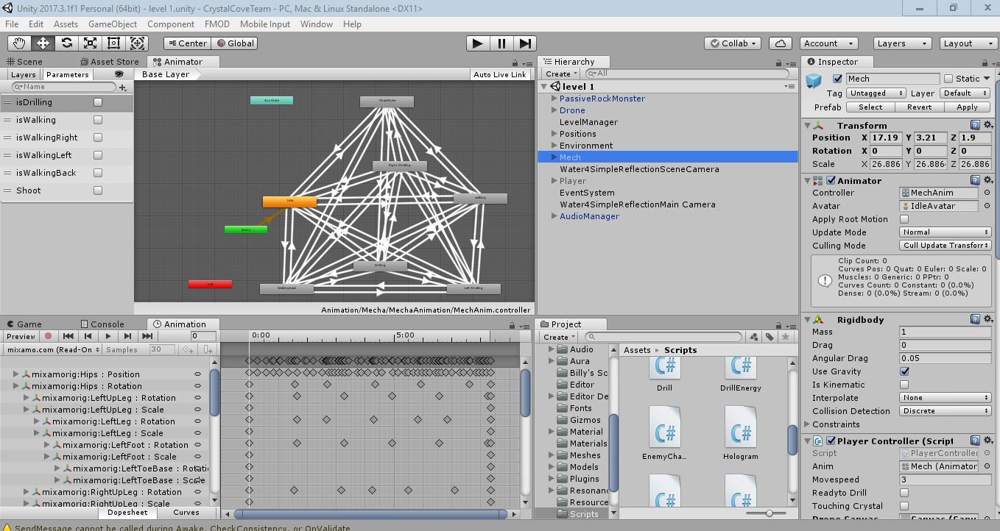 Unity 2017.3.1f1 Personal (64bit) - level 1.unity - CrystalCoveTeam - PC, Mac & Linux Standalone <DX11>
File Edit Assets GameObject Component FMOD Mobile Input Window Help
Center Global Collab Account Layers Layout
Scene Asset Store Animator
Layers Parameters
Base Layer Auto Live Link
Name
isDrilling
isWalking
isWalkingRight
isWalkingLeft
isWalkingBack
Shoot
Any State
ShootPulse
Right Strafing
Idle
walking
Entry
Drilling
Exit
Walking back
Left Strafing
Animation/Mecha/MechaAnimation/MechAnim.controller
Hierarchy
Create All
level 1
PassiveRockMonster
Drone
LevelManager
Positions
Environment
Mech
Water4SimpleReflectionSceneCamera
Player
EventSystem
Water4SimpleReflectionMain Camera
AudioManager
Inspector
Mech Static
Tag Untagged Layer Default
Prefab Select Revert Apply
Transform
Position X 17.19 Y 3.21 Z 1.9
Rotation X 0 Y 0 Z 0
Scale X 26.886 Y 26.886 Z 26.886
Animator
Controller MechAnim
Avatar IdleAvatar
Apply Root Motion
Update Mode Normal
Culling Mode Cull Update Transforr
Clip Count: 0
Curves Pos: 0 Quat: 0 Euler: 0 Scale: 0
Muscles: 0 Generic: 0 PPtr: 0
Curves Count: 0 Constant: 0 (0.0%)
Dense: 0 (0.0%) Stream: 0 (0.0%)
Rigidbody
Mass 1
Drag 0
Angular Drag 0.05
Use Gravity
Is Kinematic
Interpolate None
Collision Detection Discrete
Constraints
Player Controller (Script
Script PlayerController
Anim Mech (Animator
Movespeed 3
Readyto Drill
Touching Crystal
Game Console Animation
Preview 0 0:00 5:00
mixamo.com (Read-On Samples 30
mixamorig:Hips : Position
mixamorig:Hips : Rotation
mixamorig:LeftUpLeg : Rotation
mixamorig:LeftUpLeg : Scale
mixamorig:LeftLeg : Rotation
mixamorig:LeftLeg : Scale
mixamorig:LeftFoot : Rotation
mixamorig:LeftFoot : Scale
mixamorig:LeftToeBase : Rotatio
mixamorig:LeftToeBase : Scale
mixamorig:RightUpLeg : Rotation
mixamorig:RightUpLeg : Scale
Dopesheet Curves
Project
Create
Audio
Aura
Billy's Sc
Editor
Editor De
Fonts
Gizmos
Material
Materials
Meshes
Models
Plugins
Resonanc
Resource
Scripts
Assets Scripts
C# C#
Drill DrillEnergy
C# C#
EnemyCha... Hologram
C# C#
SendMessage cannot be called during Awake, CheckConsistency, or OnValidate